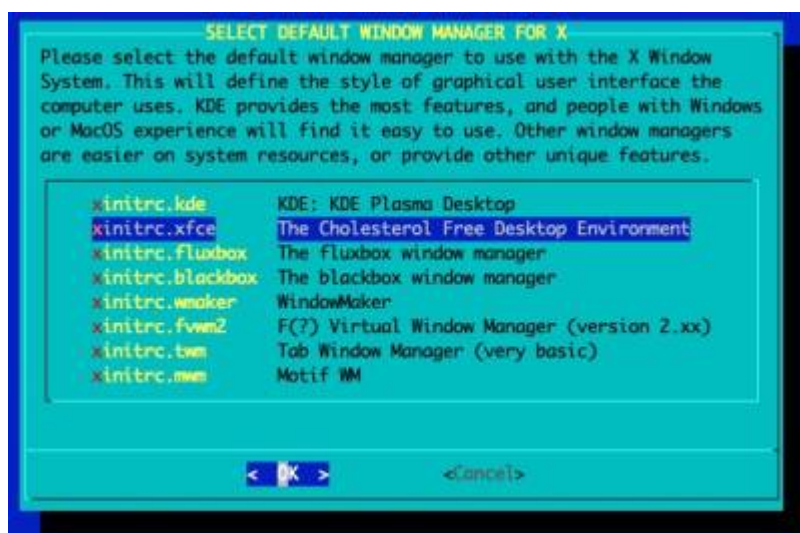 SELECT DEFAULT WINDOW MANAGER FOR X
Please select the default window manager to use with the X Window
System. This will define the style of graphical user interface the
computer uses. KDE provides the most features, and people with Windows
or MacOS experience will find it easy to use. Other window managers
are easier on system resources, or provide other unique features.
xinitrc.kde KDE: KDE Plasma Desktop
xinitrc.xfce The Cholesterol Free Desktop Environment
xinitrc.fluxbox The fluxbox window manager
xinitrc.blackbox The blackbox window manager
xinitrc.wmaker WindowMaker
xinitrc.fvwm2 F(?) Virtual Window Manager (version 2.xx)
xinitrc.twm Tab Window Manager (very basic)
xinitrc.mwm Motif WM
< OK > <Cancel>